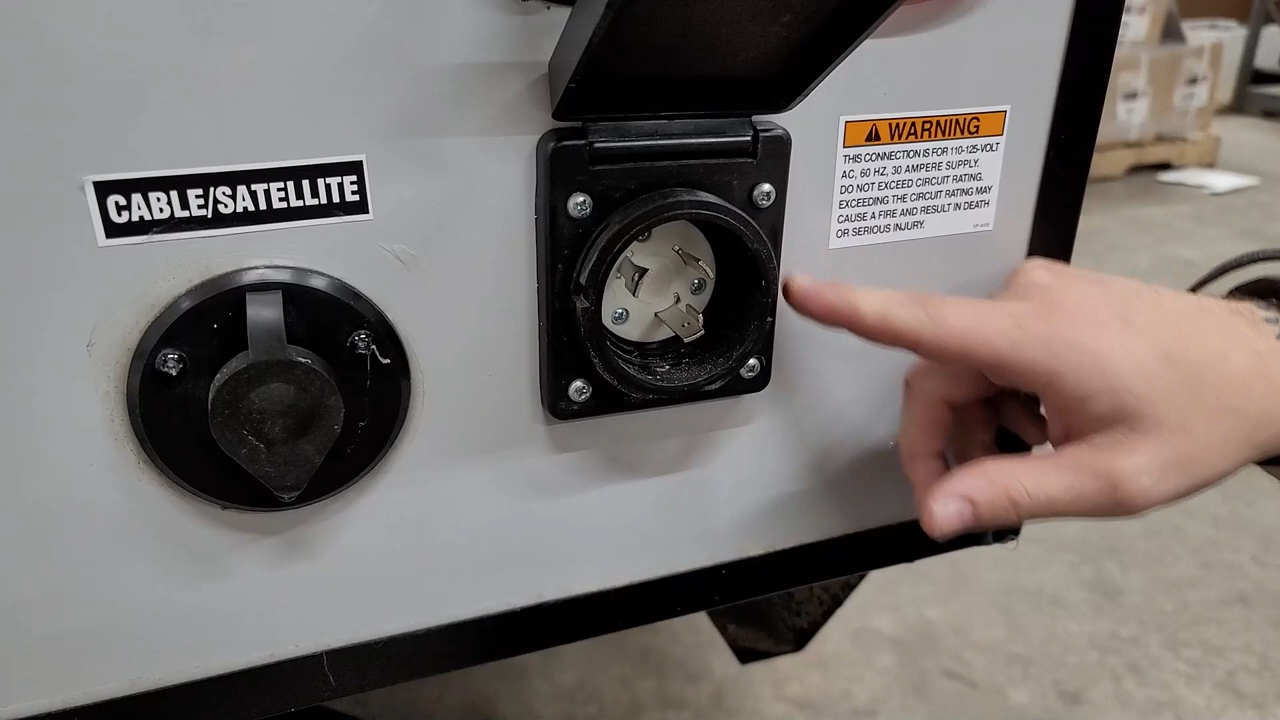 CABLE/SATELLITE
WARNING
THIS CONNECTION IS FOR 110-125-VOLT
AC, 60 HZ, 30 AMPERE SUPPLY.
DO NOT EXCEED CIRCUIT RATING.
EXCEEDING THE CIRCUIT RATING MAY
CAUSE A FIRE AND RESULT IN DEATH
OR SERIOUS INJURY.